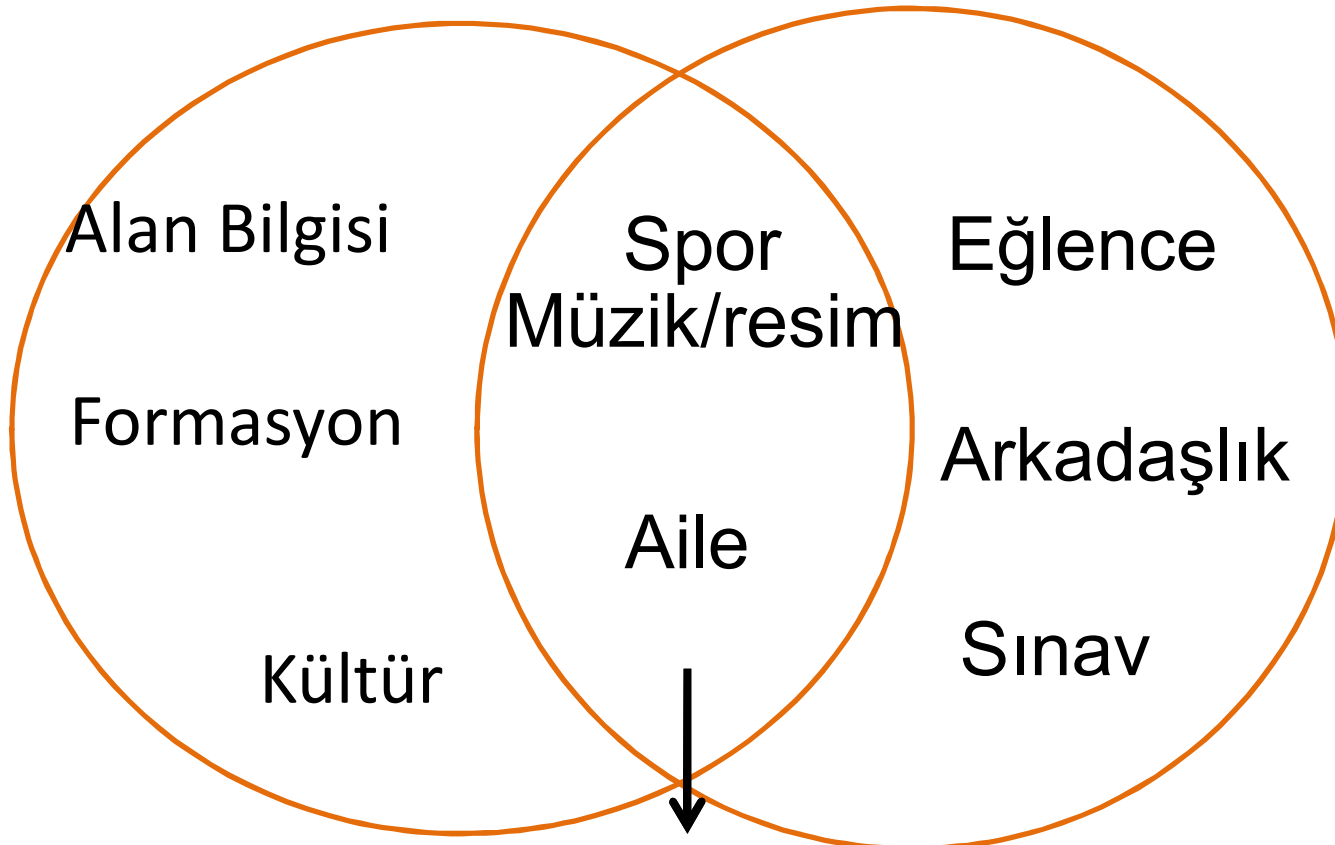 Alan Bilgisi
Formasyon
Kültür
Spor
Müzik/resim
Aile
Eğlence
Arkadaşlık
Sınav